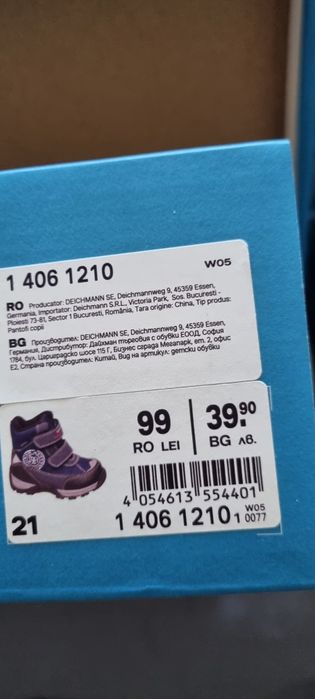 1 406 1210
W05
RO Producator: DEICHMANN SE, Deichmannweg 9, 45359 Essen,
Germania, Importator: Deichmann S.R.L., Victoria Park, Sos. Bucuresti -
Ploiesti 73-81, Sector 1 Bucuresti, România, Tara origine: China, Tip produs:
Pantofi copii
BG Производител: DEICHMANN SE, Deichmannweg 9, 45359 Essen,
Германия, Дистрибутор: Дайхман търговия с обувки ЕООД, София
1784, бул. Цариградско шосе 115 Г, Бизнес сграда Мегапарк, ет. 2, офис
Е2, Страна производител: Китай, Вид на артикул: детски обувки
99
RO LEI
39.90
BG лв.
4 054613 554401
21
1 406 1210 1
W05
0077